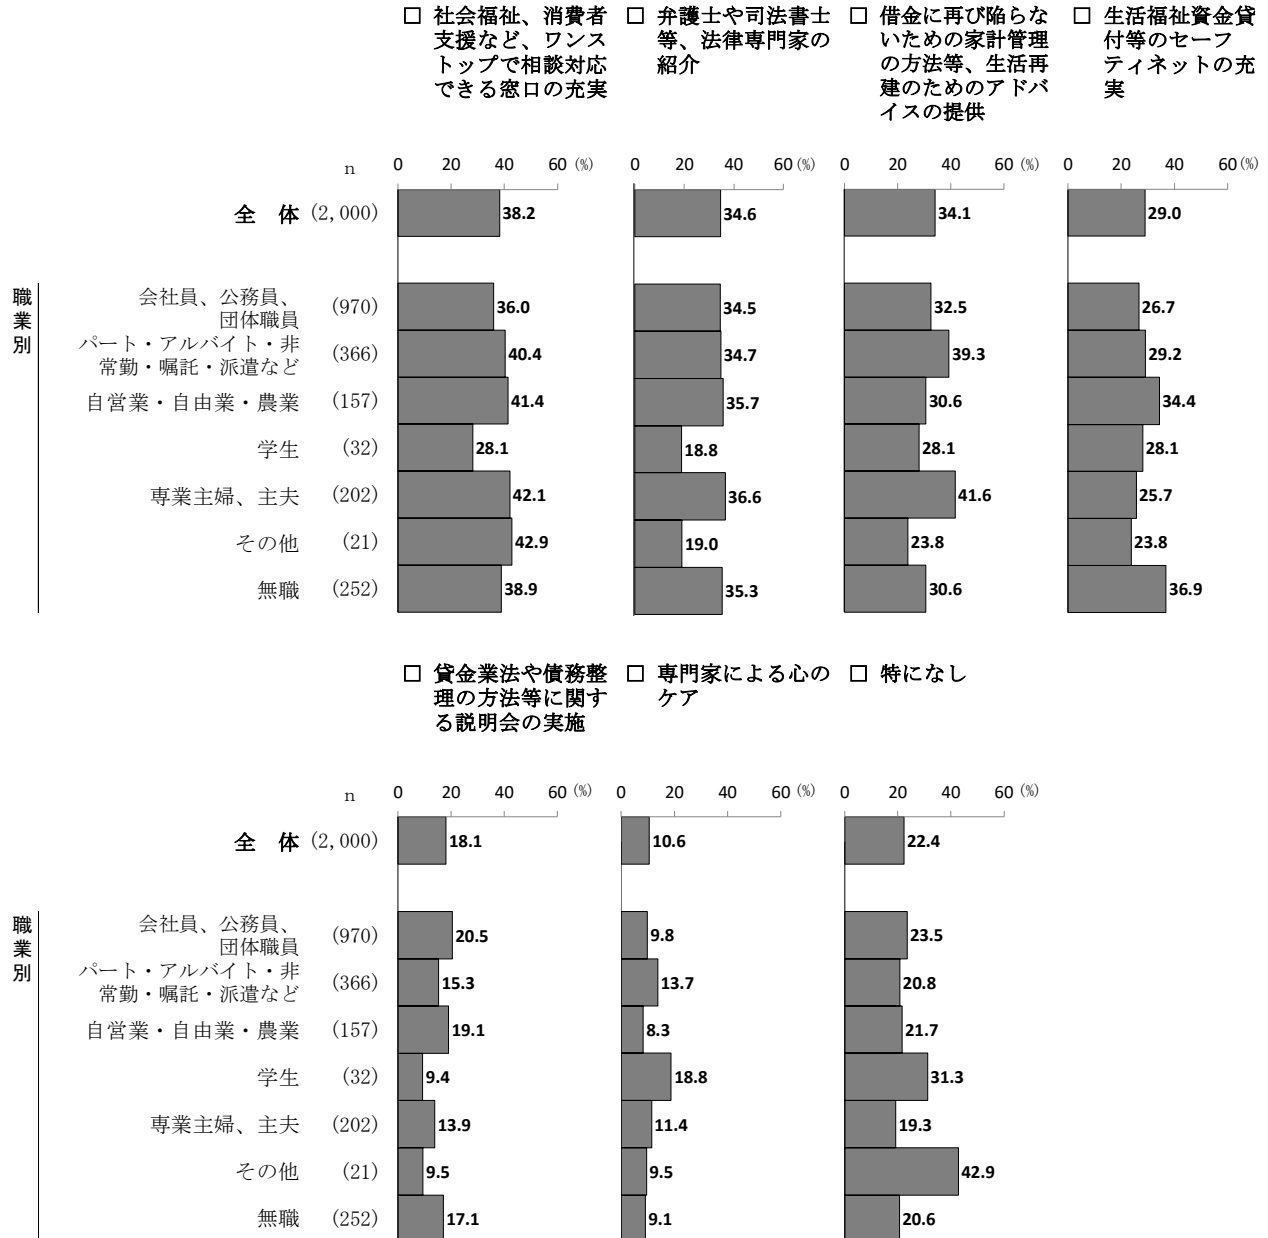 □ 社会福祉、消費者
支援など、ワンス
トップで相談対応
できる窓口の充実
□ 弁護士や司法書士
等、法律専門家の
紹介
□ 借金に再び陥らな
いための家計管理
の方法等、生活再
建のためのアドバ
イスの提供
□ 生活福祉資金貸
付等のセーフ
ティネットの充
実
n 0 20 40 60 (%) 0 20 40 60 (%) 0 20 40 60 (%) 0 20 40 60 (%)
全 体 (2,000) 38.2 34.6 34.1 29.0
職業別
会社員、公務員、
団体職員 (970) 36.0 34.5 32.5 26.7
パート・アルバイト・非
常勤・嘱託・派遣など (366) 40.4 34.7 39.3 29.2
自営業・自由業・農業 (157) 41.4 35.7 30.6 34.4
学生 (32) 28.1 18.8 28.1 28.1
専業主婦、主夫 (202) 42.1 36.6 41.6 25.7
その他 (21) 42.9 19.0 23.8 23.8
無職 (252) 38.9 35.3 30.6 36.9
□ 貸金業法や債務整
理の方法等に関す
る説明会の実施
□ 専門家による心の
ケア
□ 特になし
n 0 20 40 60 (%) 0 20 40 60 (%) 0 20 40 60 (%)
全 体 (2,000) 18.1 10.6 22.4
職業別
会社員、公務員、
団体職員 (970) 20.5 9.8 23.5
パート・アルバイト・非
常勤・嘱託・派遣など (366) 15.3 13.7 20.8
自営業・自由業・農業 (157) 19.1 8.3 21.7
学生 (32) 9.4 18.8 31.3
専業主婦、主夫 (202) 13.9 11.4 19.3
その他 (21) 9.5 9.5 42.9
無職 (252) 17.1 9.1 20.6